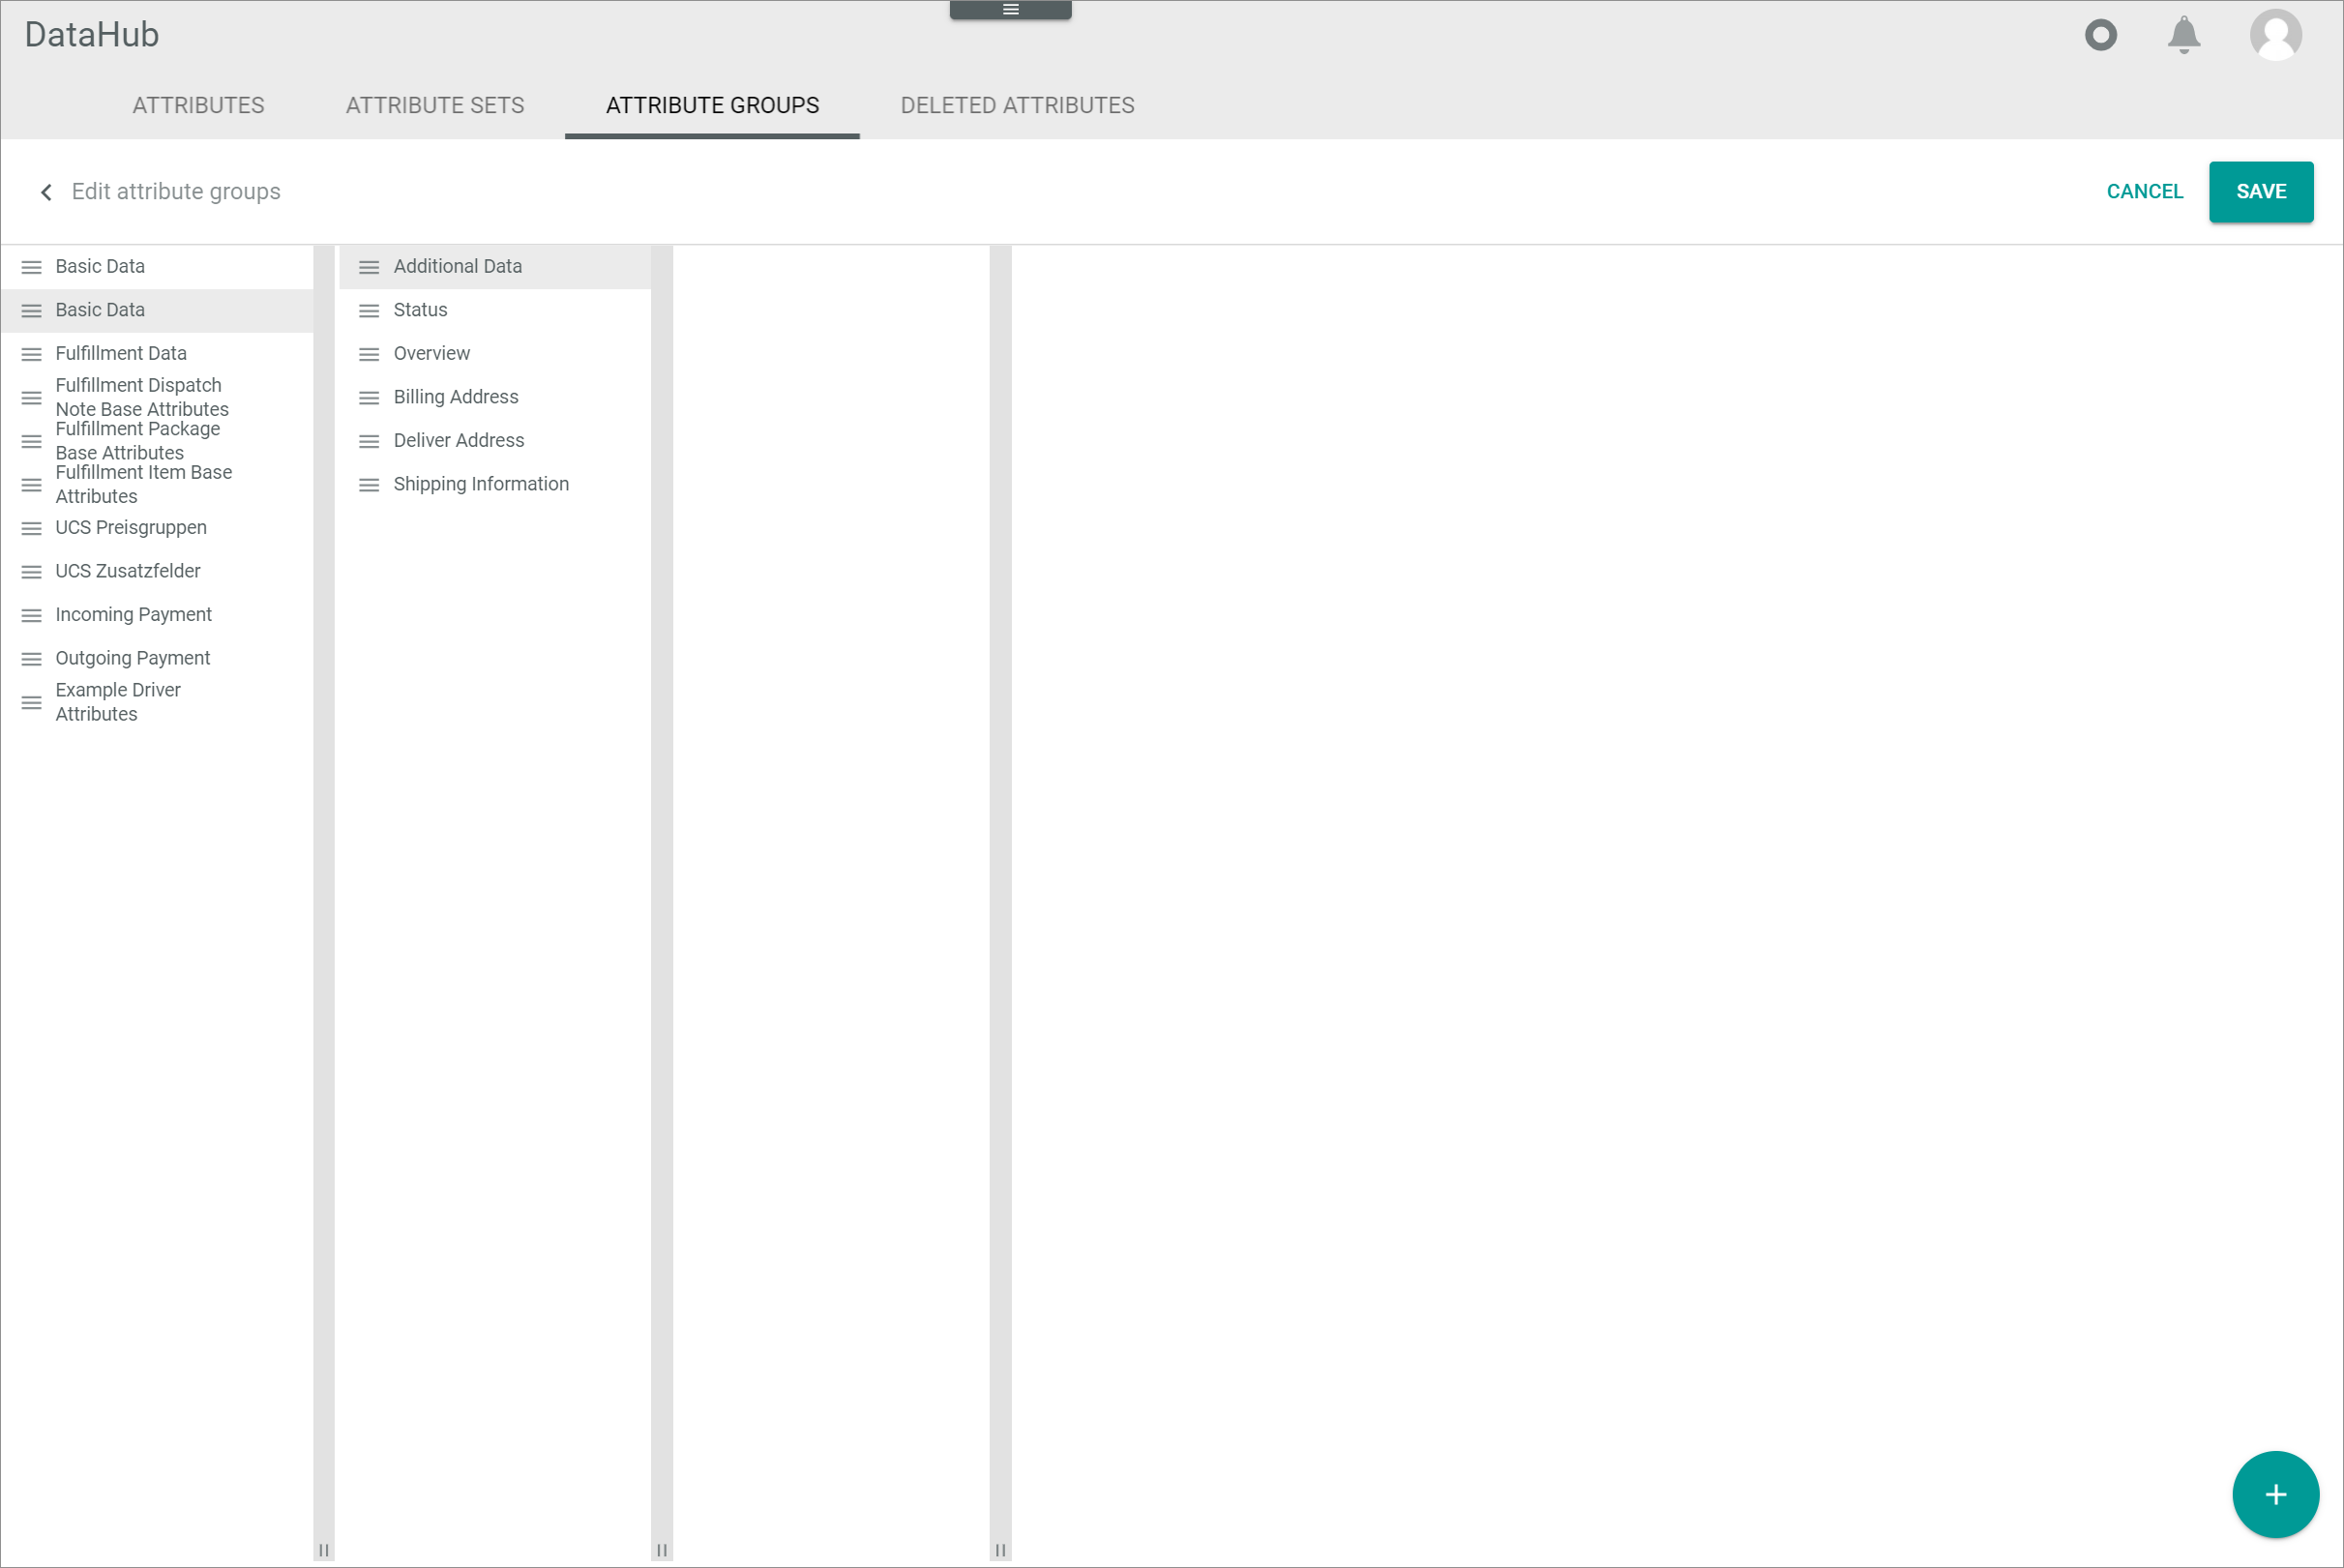 DataHub
ATTRIBUTES
ATTRIBUTE SETS
ATTRIBUTE GROUPS
DELETED ATTRIBUTES
Edit attribute groups
CANCEL
SAVE
Basic Data
Basic Data
Fulfillment Data
Fulfillment Dispatch
Note Base Attributes
Fulfillment Package
Base Attributes
Fulfillment Item Base
Attributes
UCS Preisgruppen
UCS Zusatzfelder
Incoming Payment
Outgoing Payment
Example Driver
Attributes
Additional Data
Status
Overview
Billing Address
Deliver Address
Shipping Information